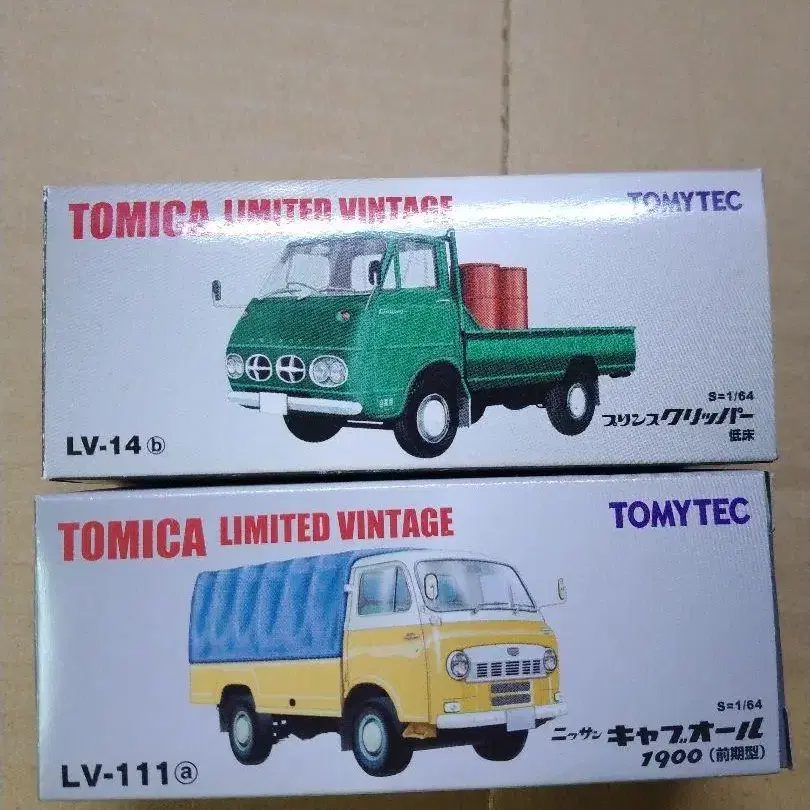 TOMICA LIMITED VINTAGE
TOMYTEC
S=1/64
プリンス クリッパー
低床
LV-14 ⓑ
TOMICA LIMITED VINTAGE
TOMYTEC
S=1/64
ニッサン キャブオール
1900 (前期型)
LV-111 ⓐ